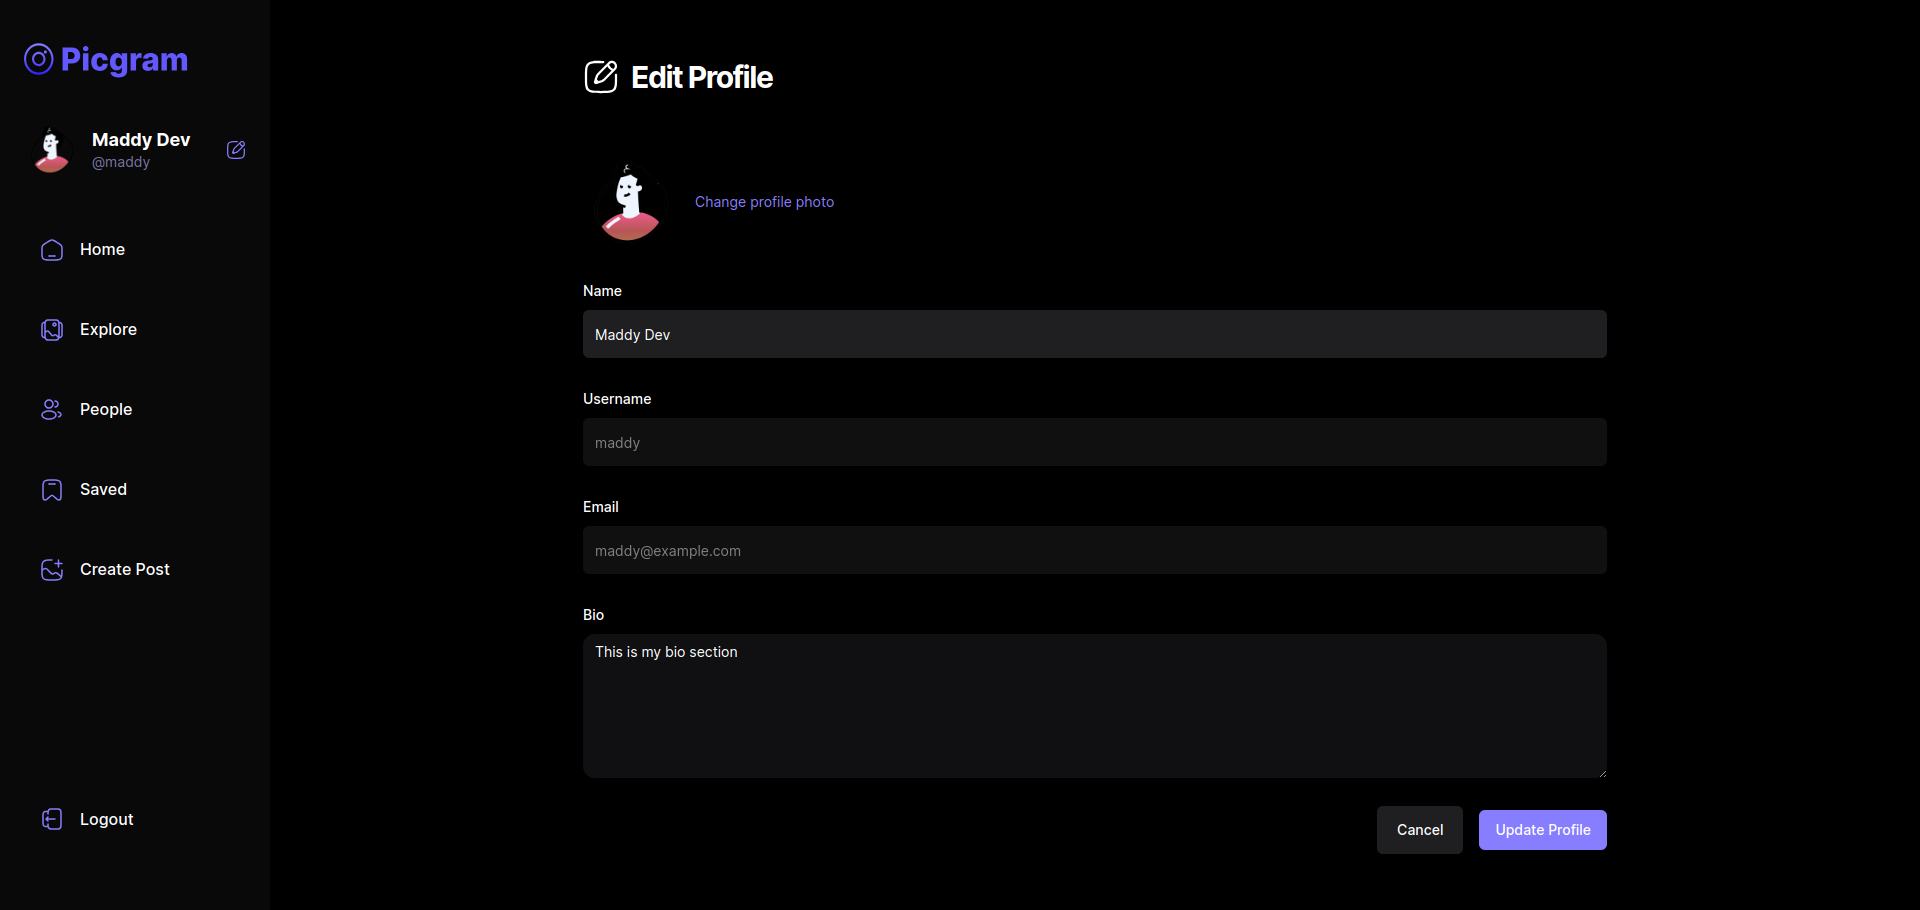 Picgram
Maddy Dev
@maddy
Home
Explore
People
Saved
Create Post
Logout
Edit Profile
Change profile photo
Name
Maddy Dev
Username
maddy
Email
maddy@example.com
Bio
This is my bio section
Cancel
Update Profile